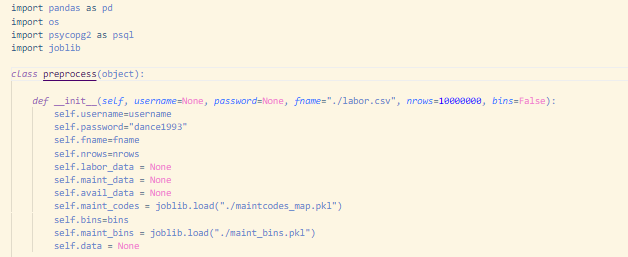 import pandas as pd
import os
import psycopg2 as psql
import joblib
class preprocess(object):
def __init__(self, username=None, password=None, fname="./labor.csv", nrows=10000000, bins=False):
self.username=username
self.password="dance1993"
self.fname=fname
self.nrows=nrows
self.labor_data = None
self.maint_data = None
self.avail_data = None
self.maint_codes = joblib.load("./maintcodes_map.pkl")
self.bins=bins
self.maint_bins = joblib.load("./maint_bins.pkl")
self.data = None